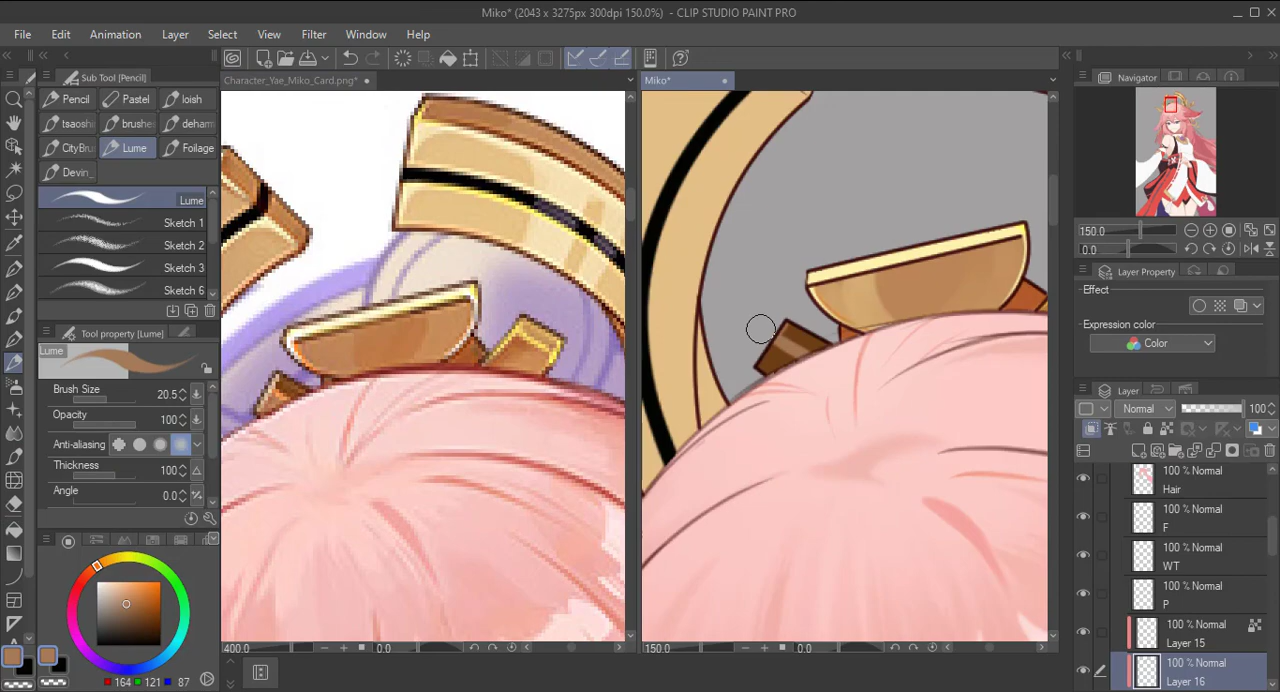 Miko* (2043 x 3275px 300dpi 150.0%) - CLIP STUDIO PAINT PRO
File Edit Animation Layer Select View Filter Window Help
Sub Tool [Pencil]
Pencil Pastel loish
tsaosh brushe deham
CityBru Lume Foliage
Devin_
Lume
Sketch 1
Sketch 2
Sketch 3
Sketch 6
Tool property [Lume]
Lume
Brush Size 20.5
Opacity 100
Anti-aliasing
Thickness 100
Angle 0.0
164 121 87
Character_Yae_Miko_Card.png*
400.0 0.0
Miko*
150.0 0.0
Navigator
150.0
0.0
Layer Property
Effect
Expression color
Color
Layer
Normal 100
100 % Normal
Hair
100 % Normal
F
100 % Normal
WT
100 % Normal
P
100 % Normal
Layer 15
100 % Normal
Layer 16